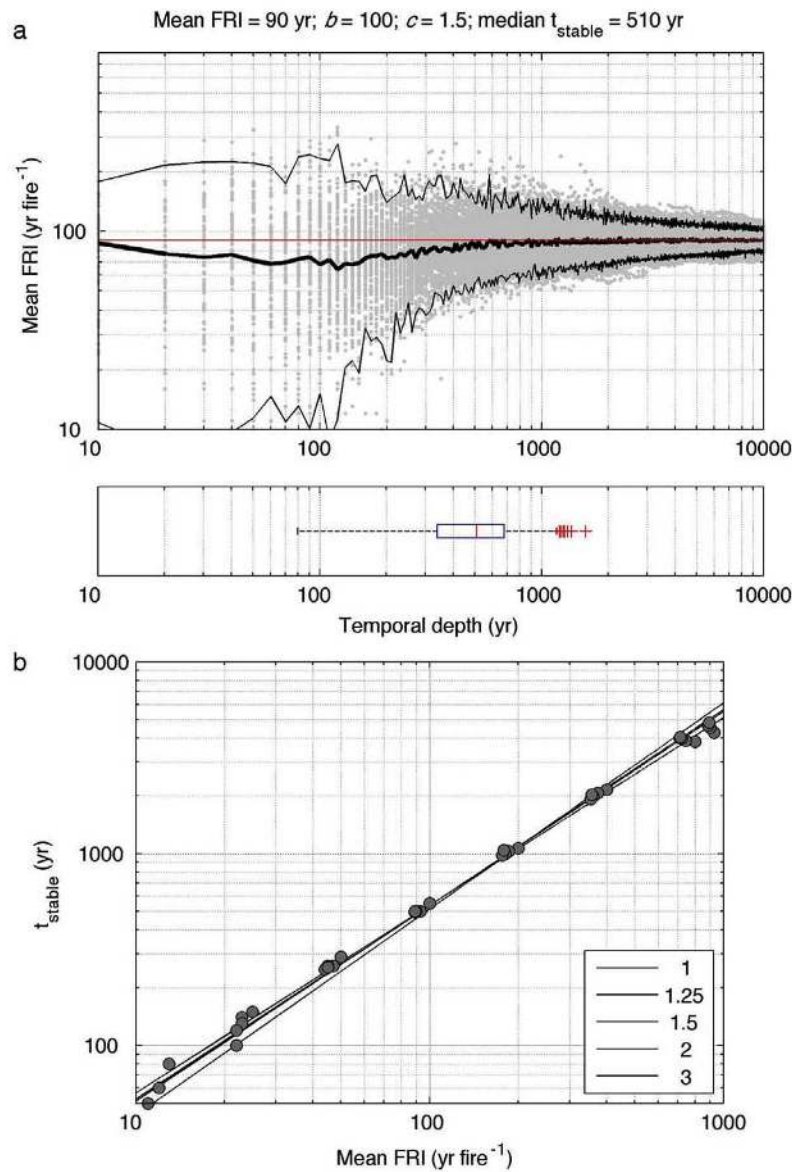 Mean FRI = 90 yr; b = 100; c = 1.5; median t_stable = 510 yr
a
Mean FRI (yr fire⁻¹)
100
10
10 100 1000 10000
10 100 1000 10000
Temporal depth (yr)
b
t_stable (yr)
10000
1000
100
1
1.25
1.5
2
3
10 100 1000
Mean FRI (yr fire⁻¹)